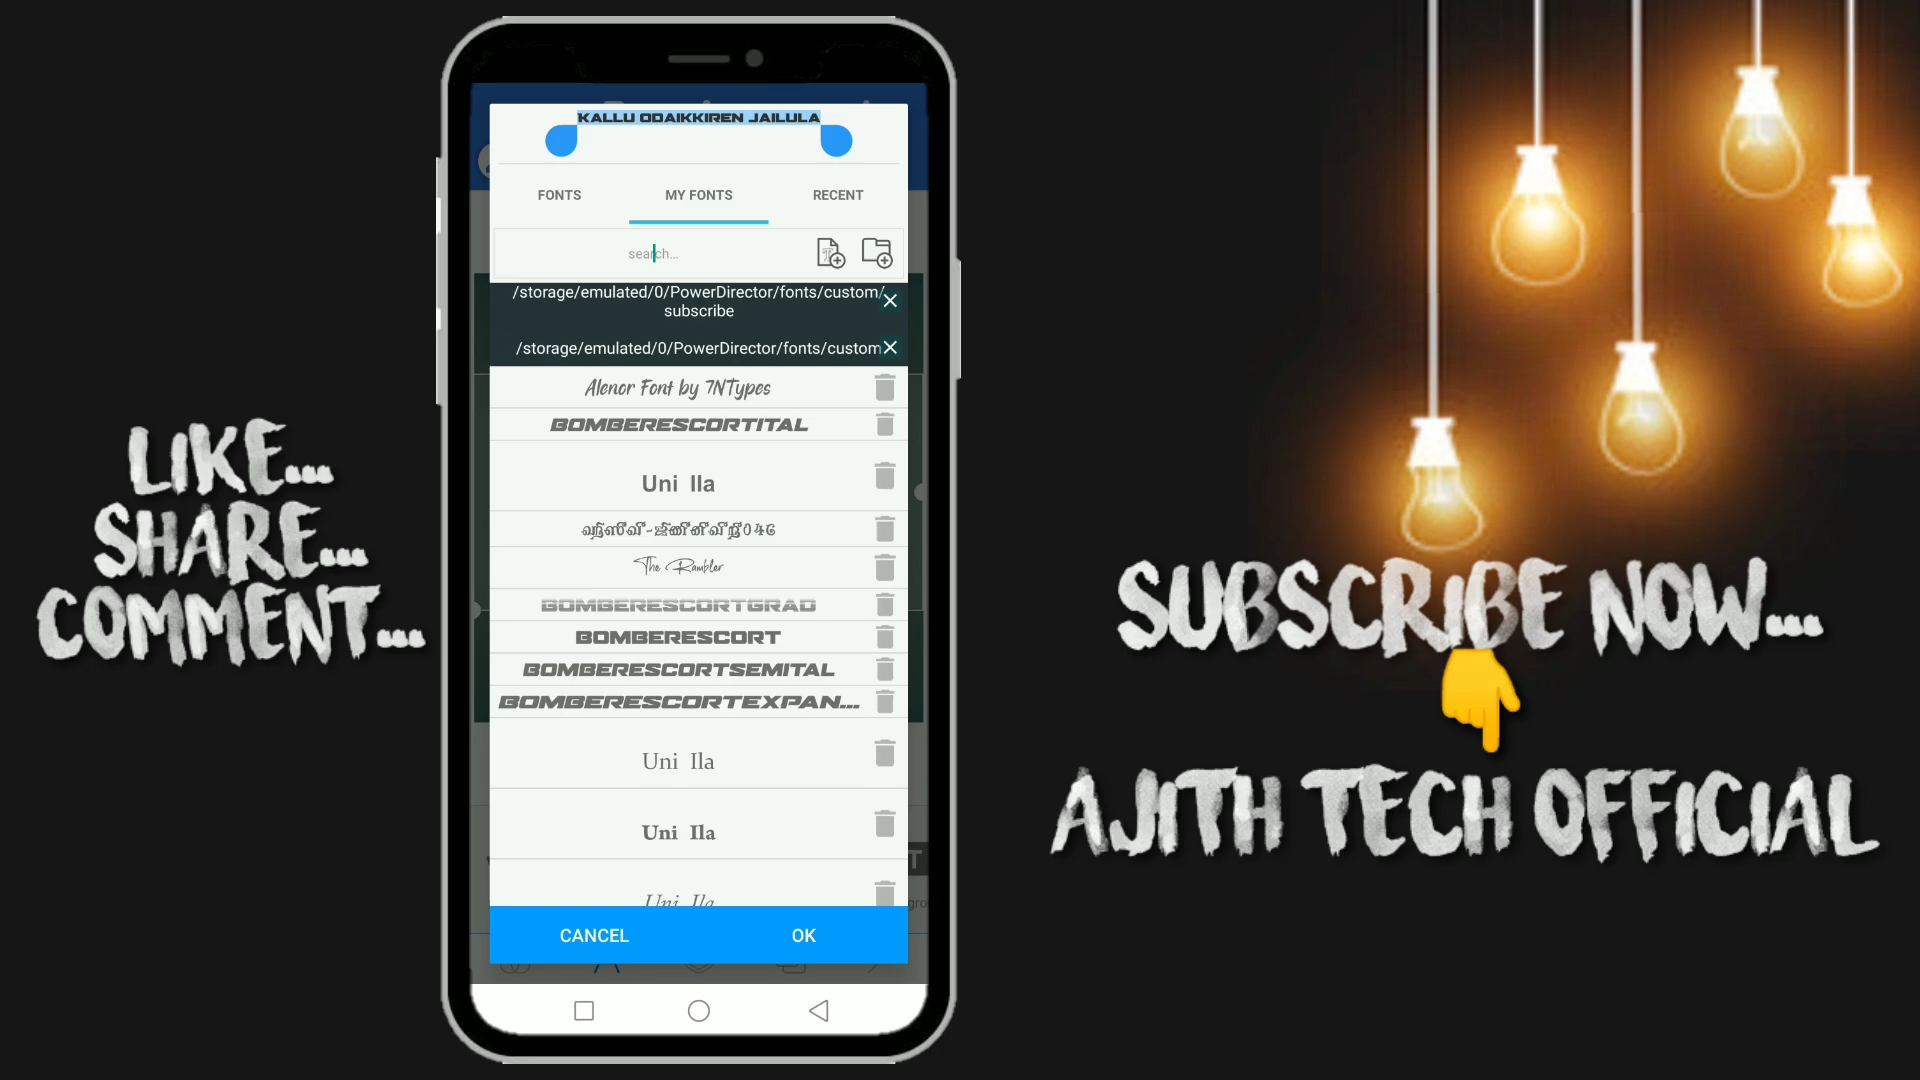 LIKE...
SHARE...
COMMENT...
KALLU ODAIKKIREN JAILULA
FONTS
MY FONTS
RECENT
search...
/storage/emulated/0/PowerDirector/fonts/custom/
subscribe
/storage/emulated/0/PowerDirector/fonts/custom
Alenor Font by 7NTypes
BOMBERESCORTITAL
Uni Ila
The Rambler
BOMBERESCORTGRAD
BOMBERESCORT
BOMBERESCORTSEMITAL
BOMBERESCORTEXPAN...
Uni Ila
Uni Ila
Uni Ila
CANCEL
OK
SUBSCRIBE NOW...
AJITH TECH OFFICIAL